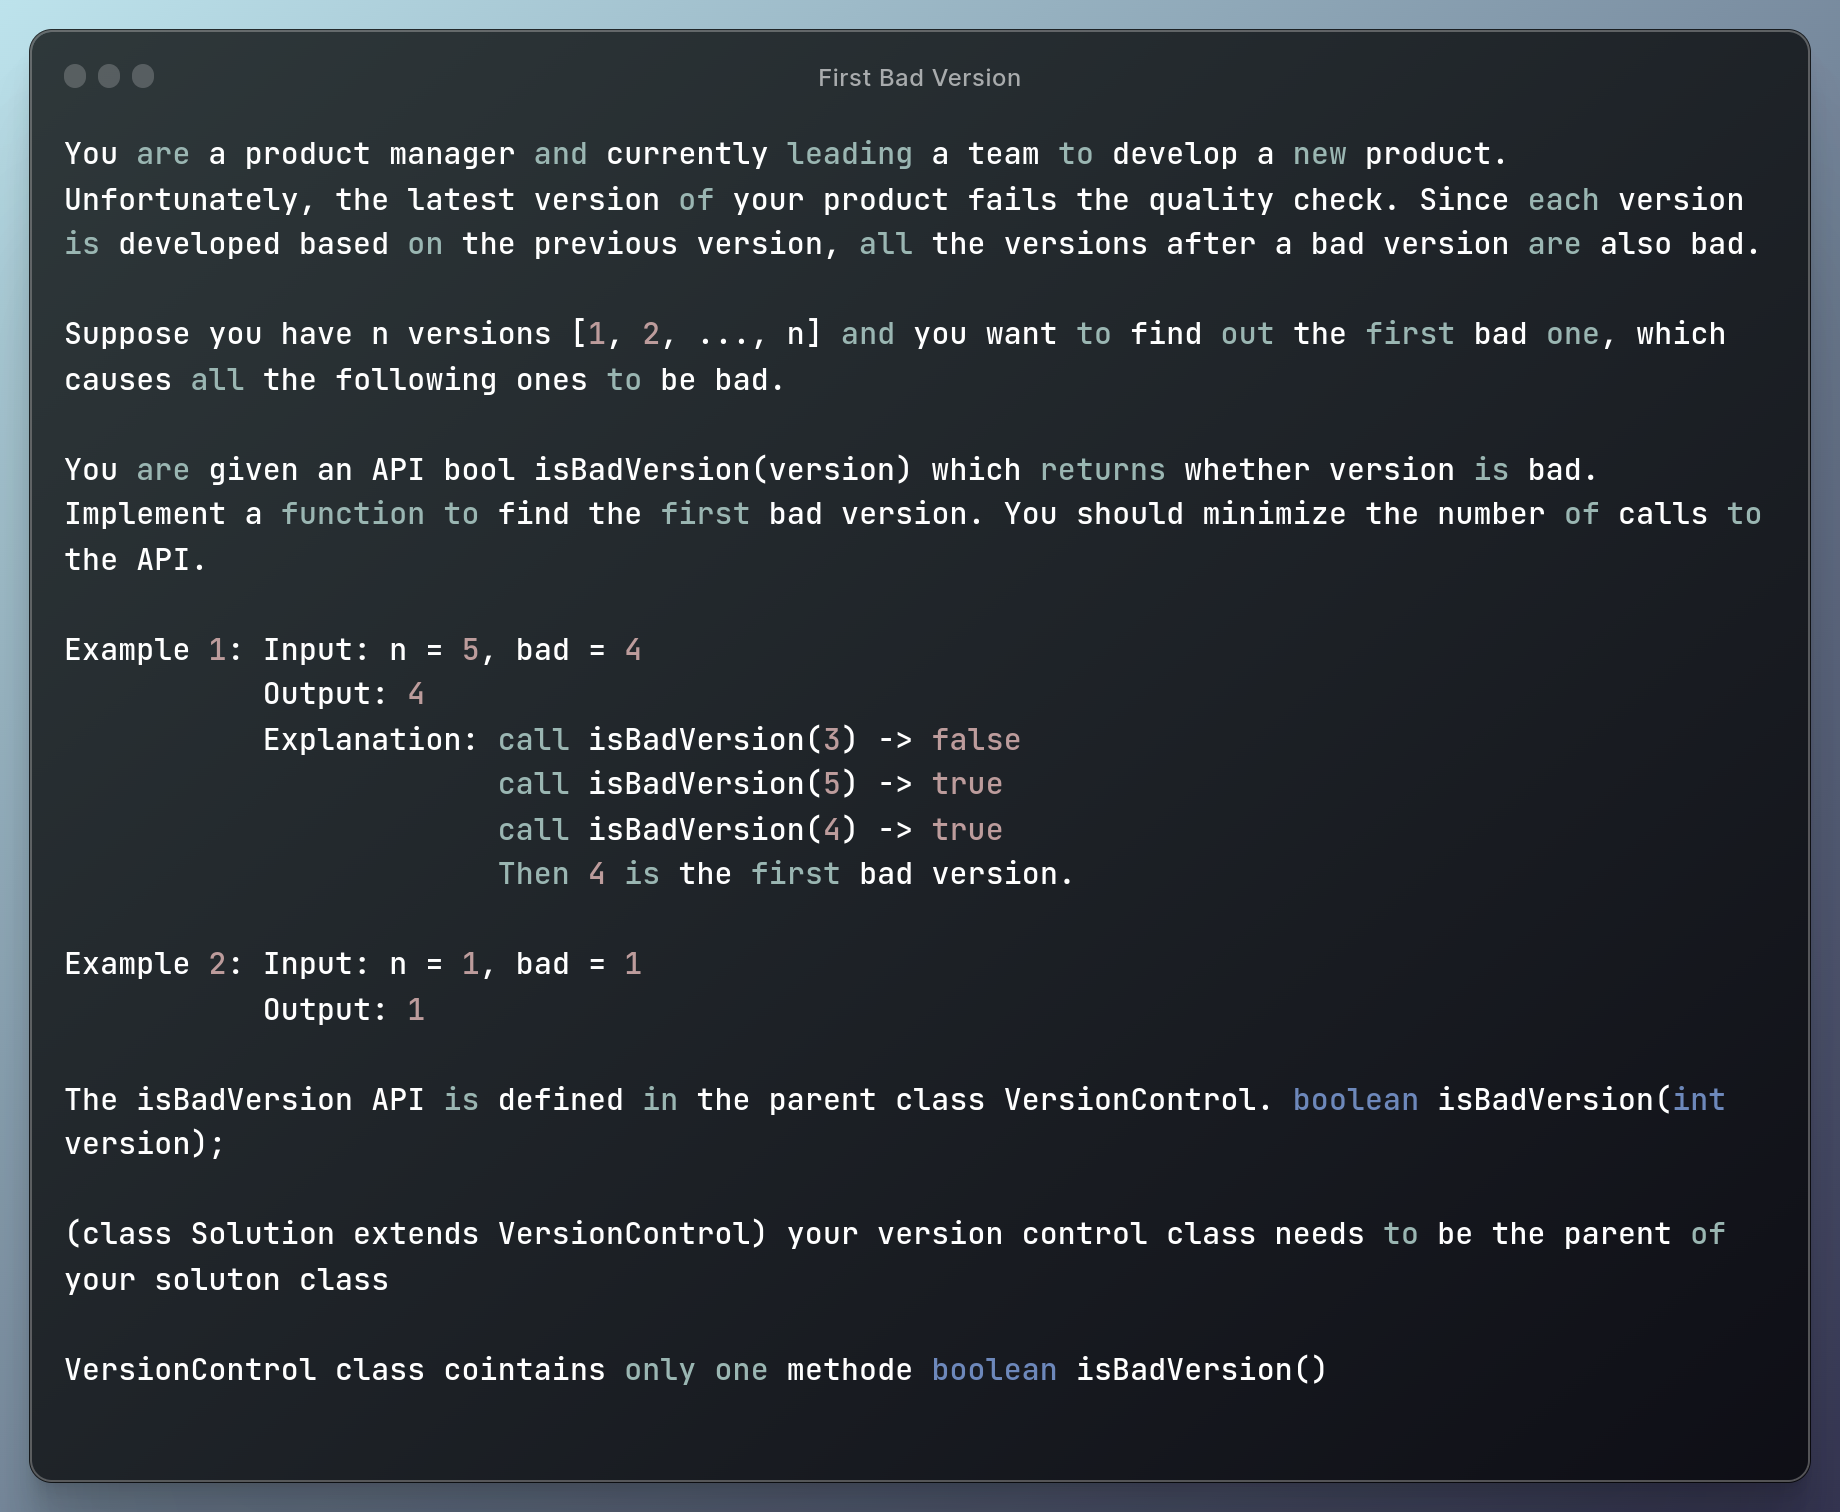 First Bad Version
You are a product manager and currently leading a team to develop a new product.
Unfortunately, the latest version of your product fails the quality check. Since each version
is developed based on the previous version, all the versions after a bad version are also bad.
Suppose you have n versions [1, 2, ..., n] and you want to find out the first bad one, which
causes all the following ones to be bad.
You are given an API bool isBadVersion(version) which returns whether version is bad.
Implement a function to find the first bad version. You should minimize the number of calls to
the API.
Example 1: Input: n = 5, bad = 4
Output: 4
Explanation: call isBadVersion(3) -> false
call isBadVersion(5) -> true
call isBadVersion(4) -> true
Then 4 is the first bad version.
Example 2: Input: n = 1, bad = 1
Output: 1
The isBadVersion API is defined in the parent class VersionControl. boolean isBadVersion(int
version);
(class Solution extends VersionControl) your version control class needs to be the parent of
your soluton class
VersionControl class cointains only one methode boolean isBadVersion()